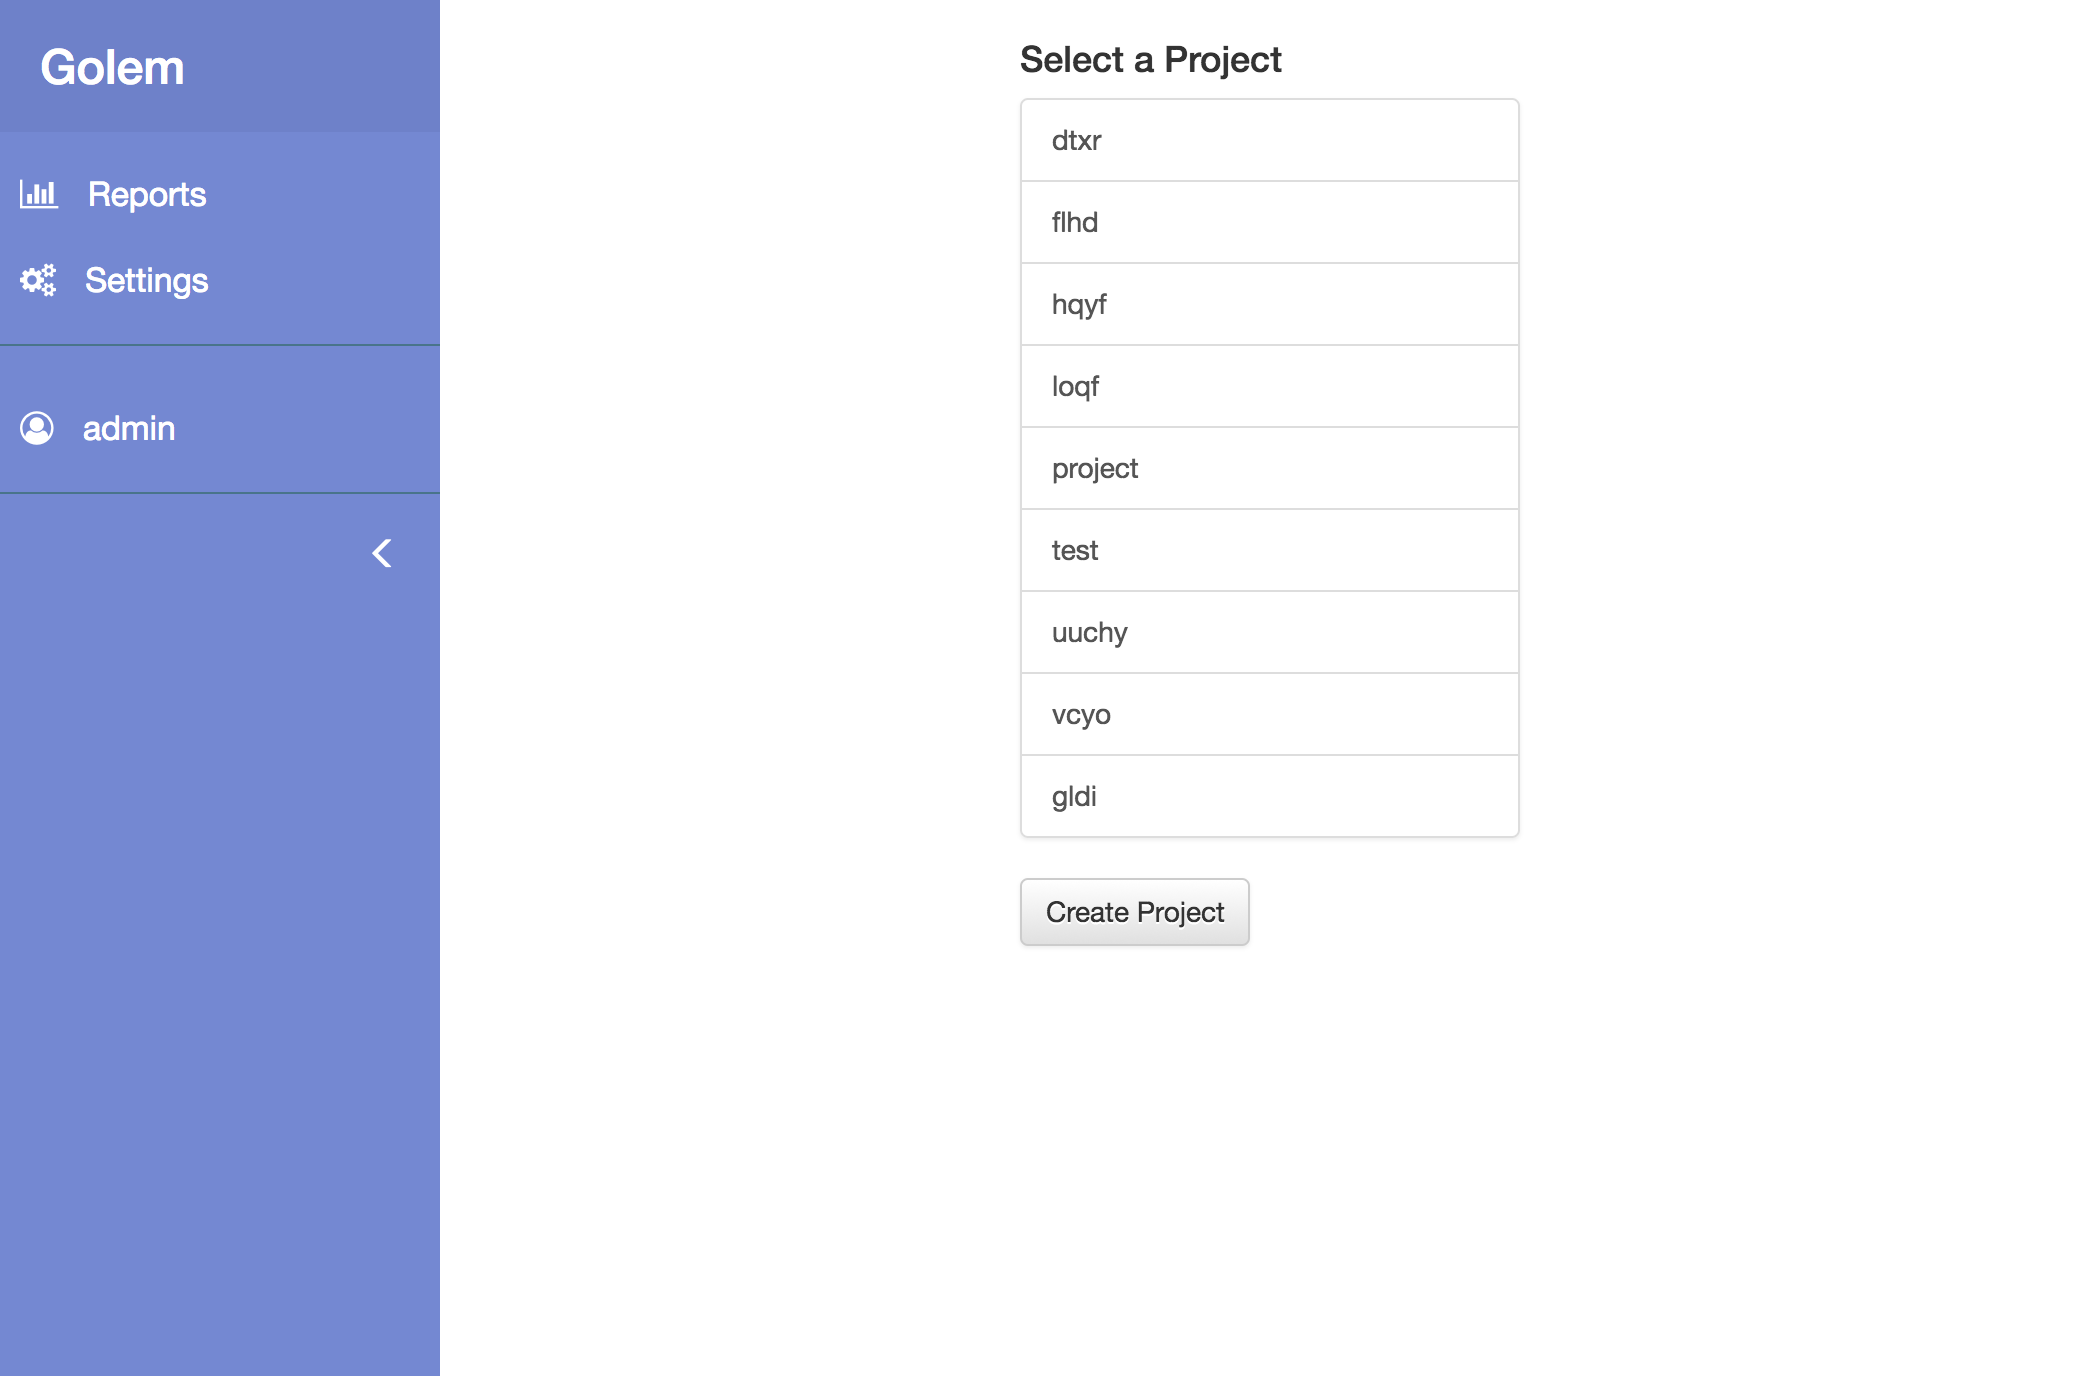 Golem
Reports
Settings
admin
Select a Project
dtxr
flhd
hqyf
loqf
project
test
uuchy
vcyo
gldi
Create Project